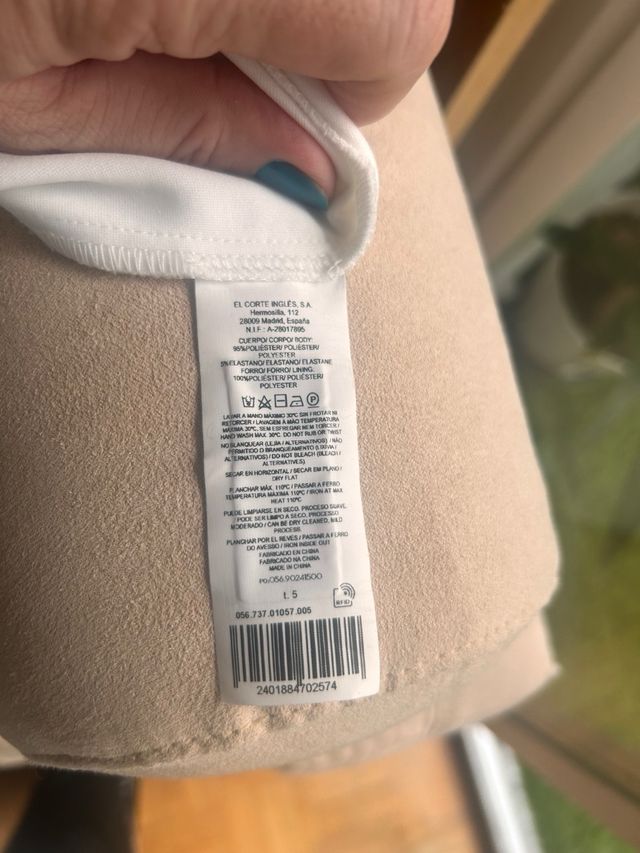 EL CORTE INGLÉS, S.A.
Hermosilla, 112
28009 Madrid, España
N.I.F.: A-28017895
CUERPO/ CORPO/ BODY:
95%POLIÉSTER/ POLIÉSTER/
POLYESTER
5%ELASTANO/ ELASTANO/ ELASTANE
FORRO/ FORRO/ LINING:
100%POLIÉSTER/ POLIÉSTER/
POLYESTER
LAVAR A MANO MÁXIMO 30ºC SIN FROTAR NI
RETORCER / LAVAGEM À MÃO TEMPERATURA
MÁXIMA 30ºC, SEM ESFREGAR NEM TORCER /
HAND WASH MAX. 30ºC. DO NOT RUB OR TWIST
NO BLANQUEAR (LEJÍA / ALTERNATIVOS) / NÃO
PERMITIDO O BRANQUEAMENTO (LIXÍVIA /
ALTERNATIVOS) / DO NOT BLEACH (BLEACH /
ALTERNATIVES)
SECAR EN HORIZONTAL / SECAR EM PLANO /
DRY FLAT
PLANCHAR MÁX. 110ºC / PASSAR A FERRO
TEMPERATURA MÁXIMA 110ºC / IRON AT MAX
HEAT 110ºC
PUEDE LIMPIARSE EN SECO. PROCESO SUAVE.
PODE SER LIMPO A SECO. PROCESSO
MODERADO / CAN BE DRY CLEANED. MILD
PROCESS.
PLANCHAR POR EL REVÉS / PASSAR A FERRO
DO AVESSO / IRON INSIDE OUT
FABRICADO EN CHINA
FABRICADO NA CHINA
MADE IN CHINA
PO:056.90241500
t. 5
RFID
056.737.01057.005
2401884702574